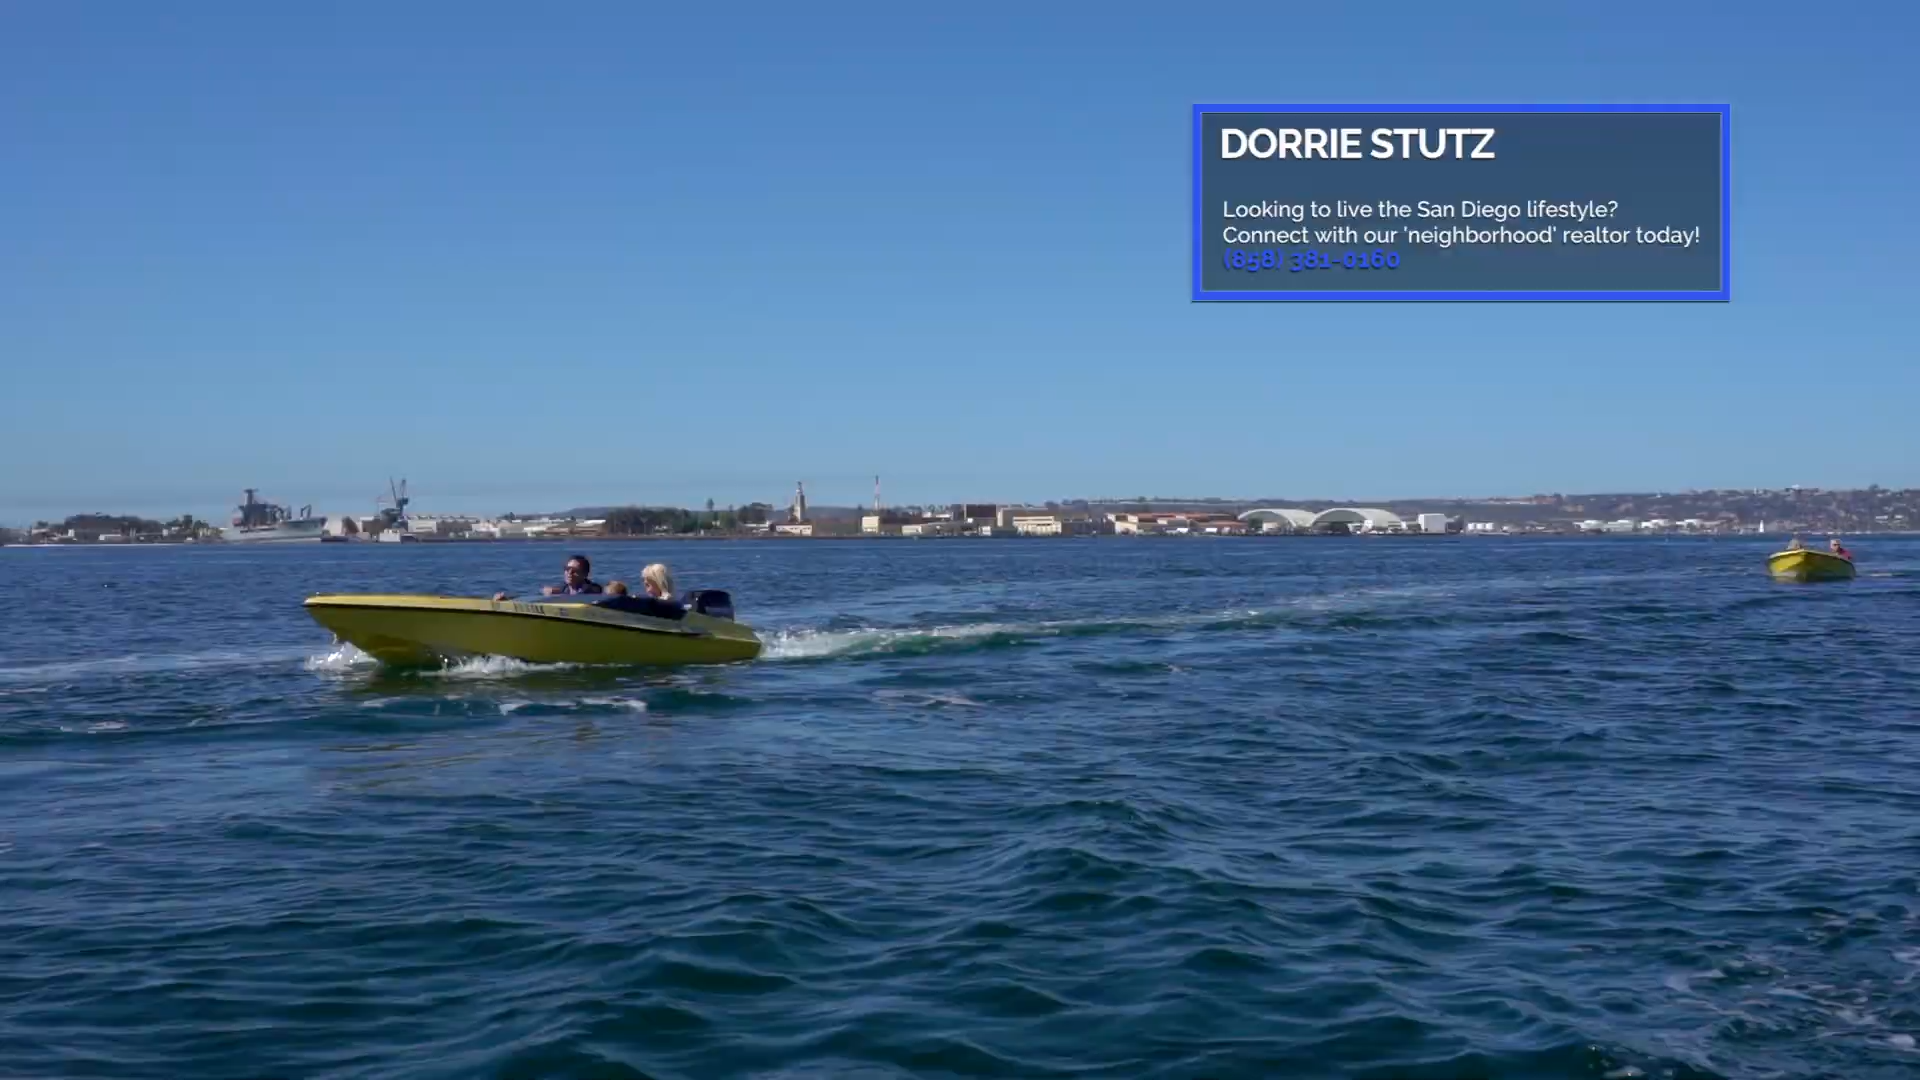 DORRIE STUTZ
Looking to live the San Diego lifestyle?
Connect with our 'neighborhood' realtor today!
(858) 381-0160